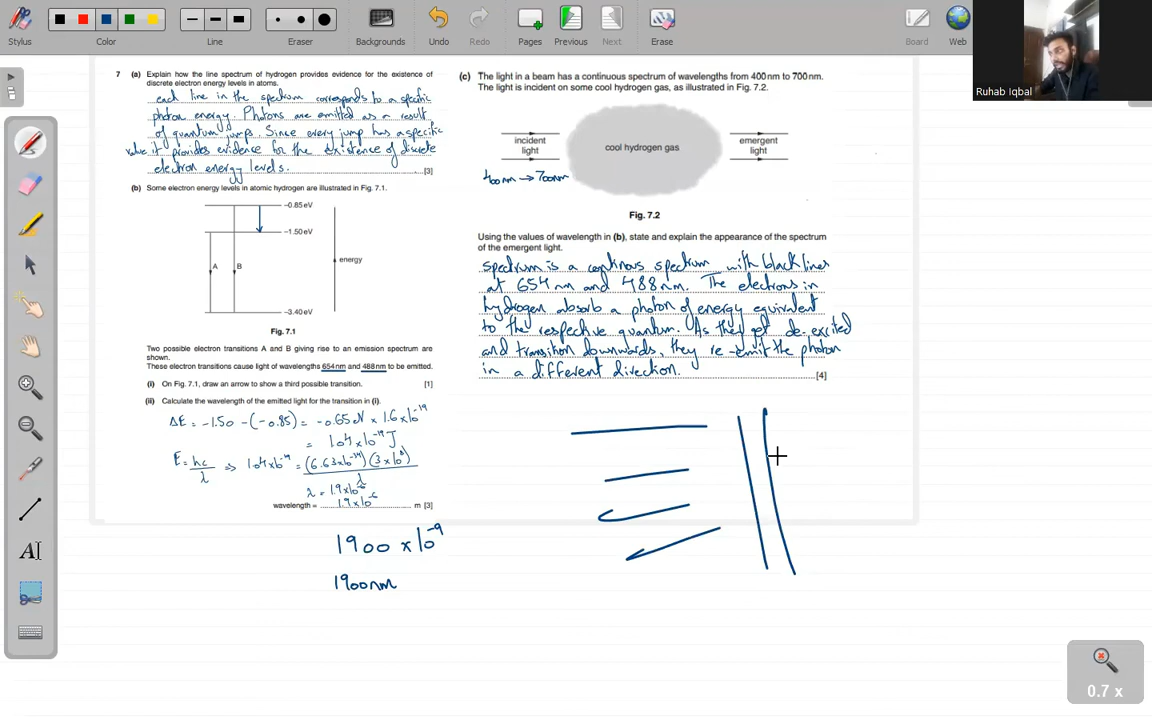 Stylus
Color
Line
Eraser
Backgrounds
Undo
Redo
Pages
Previous
Next
Erase
Board
Web
Ruhab Iqbal
7 (a) Explain how the line spectrum of hydrogen provides evidence for the existence of
discrete electron energy levels in atoms.
each line in the spectrum corresponds to a specific
photon energy. Photons are emitted as a result
of quantum jumps. Since every jump has a specific
value it provides evidence for the existence of discrete
electron energy levels.
[3]
(b) Some electron energy levels in atomic hydrogen are illustrated in Fig. 7.1.
–0.85 eV
–1.50 eV
A
B
energy
–3.40 eV
Fig. 7.1
Two possible electron transitions A and B giving rise to an emission spectrum are
shown.
These electron transitions cause light of wavelengths 654 nm and 488 nm to be emitted.
(i) On Fig. 7.1, draw an arrow to show a third possible transition. [1]
(ii) Calculate the wavelength of the emitted light for the transition in (i).
ΔE = -1.50 - (-0.85) = -0.65eV × 1.6×10⁻¹⁹
= 1.04 × 10⁻¹⁹ J
E = hc/λ ⇒ 1.04×10⁻¹⁹ = (6.63×10⁻³⁴)(3×10⁸)/λ
λ = 1.9×10⁻⁶
wavelength = 1.9×10⁻⁶ m [3]
1900 × 10⁻⁹
1900nm
(c) The light in a beam has a continuous spectrum of wavelengths from 400 nm to 700 nm.
The light is incident on some cool hydrogen gas, as illustrated in Fig. 7.2.
incident
light
cool hydrogen gas
emergent
light
400nm → 700nm
Fig. 7.2
Using the values of wavelength in (b), state and explain the appearance of the spectrum
of the emergent light.
spectrum is a continous spectrum with black lines
at 654 nm and 488nm. The electrons in
hydrogen absorb a photon of energy equivalent
to the respective quantum. As they get de-excited
and transition downwards, they re-emit the photon
in a different direction.
[4]
0.7 x